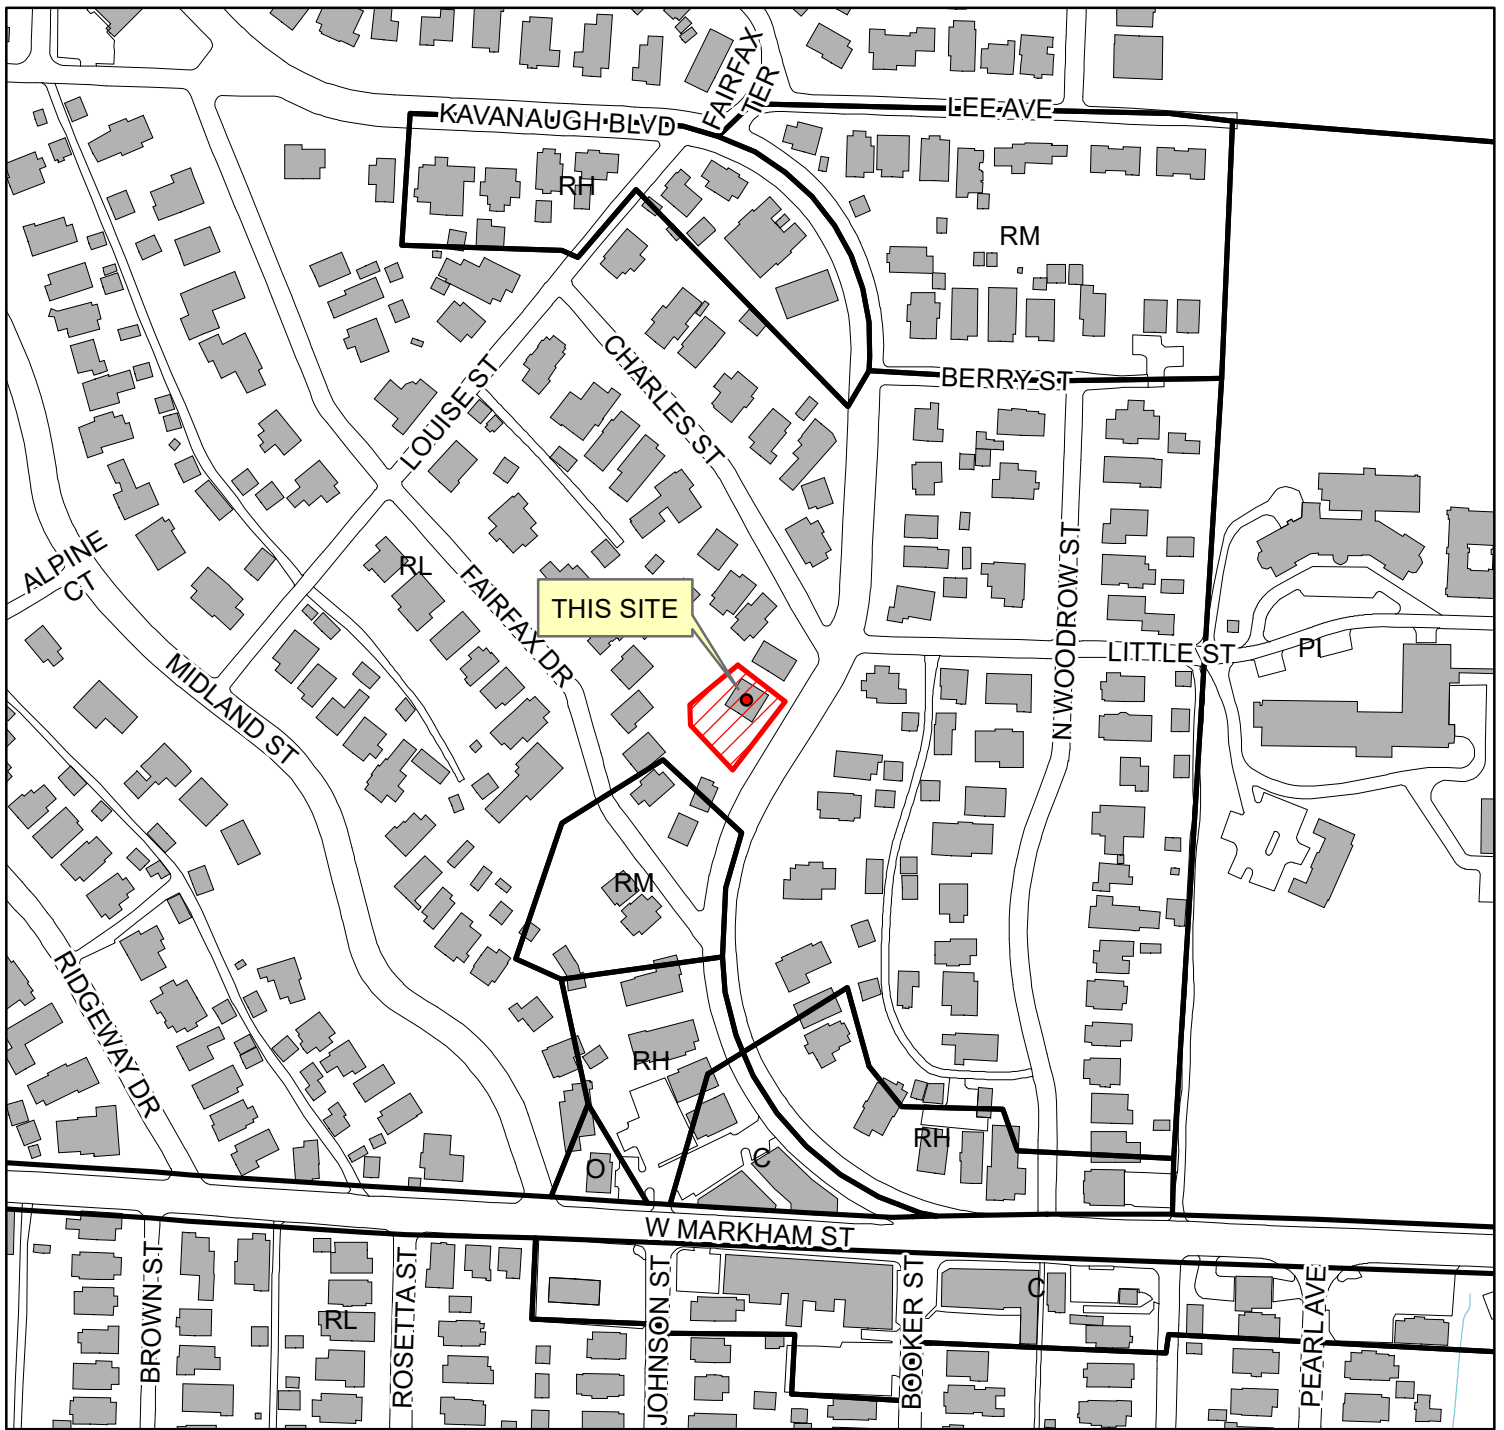 FAIRFAX
TER
LEE AVE
KAVANAUGH BLVD
RH
RM
BERRY ST
CHARLES ST
LOUISE ST
ALPINE
CT
RL
FAIRFAX DR
THIS SITE
N WOODROW ST
LITTLE ST
PI
MIDLAND ST
RM
RIDGEWAY DR
RH
RH
O
C
W MARKHAM ST
BROWN ST
RL
ROSETTA ST
JOHNSON ST
BOOKER ST
C
PEARL AVE